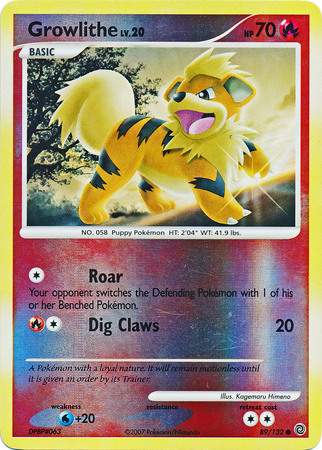 Growlithe LV.20 HP 70
BASIC
NO. 058 Puppy Pokémon HT: 2'04" WT: 41.9 lbs.
Roar
Your opponent switches the Defending Pokémon with 1 of his
or her Benched Pokémon.
Dig Claws 20
A Pokémon with a loyal nature. It will remain motionless until
it is given an order by its Trainer.
Illus. Kagemaru Himeno
weakness resistance retreat cost
+20
DPBP#063 ©2007 Pokémon/Nintendo 89/132